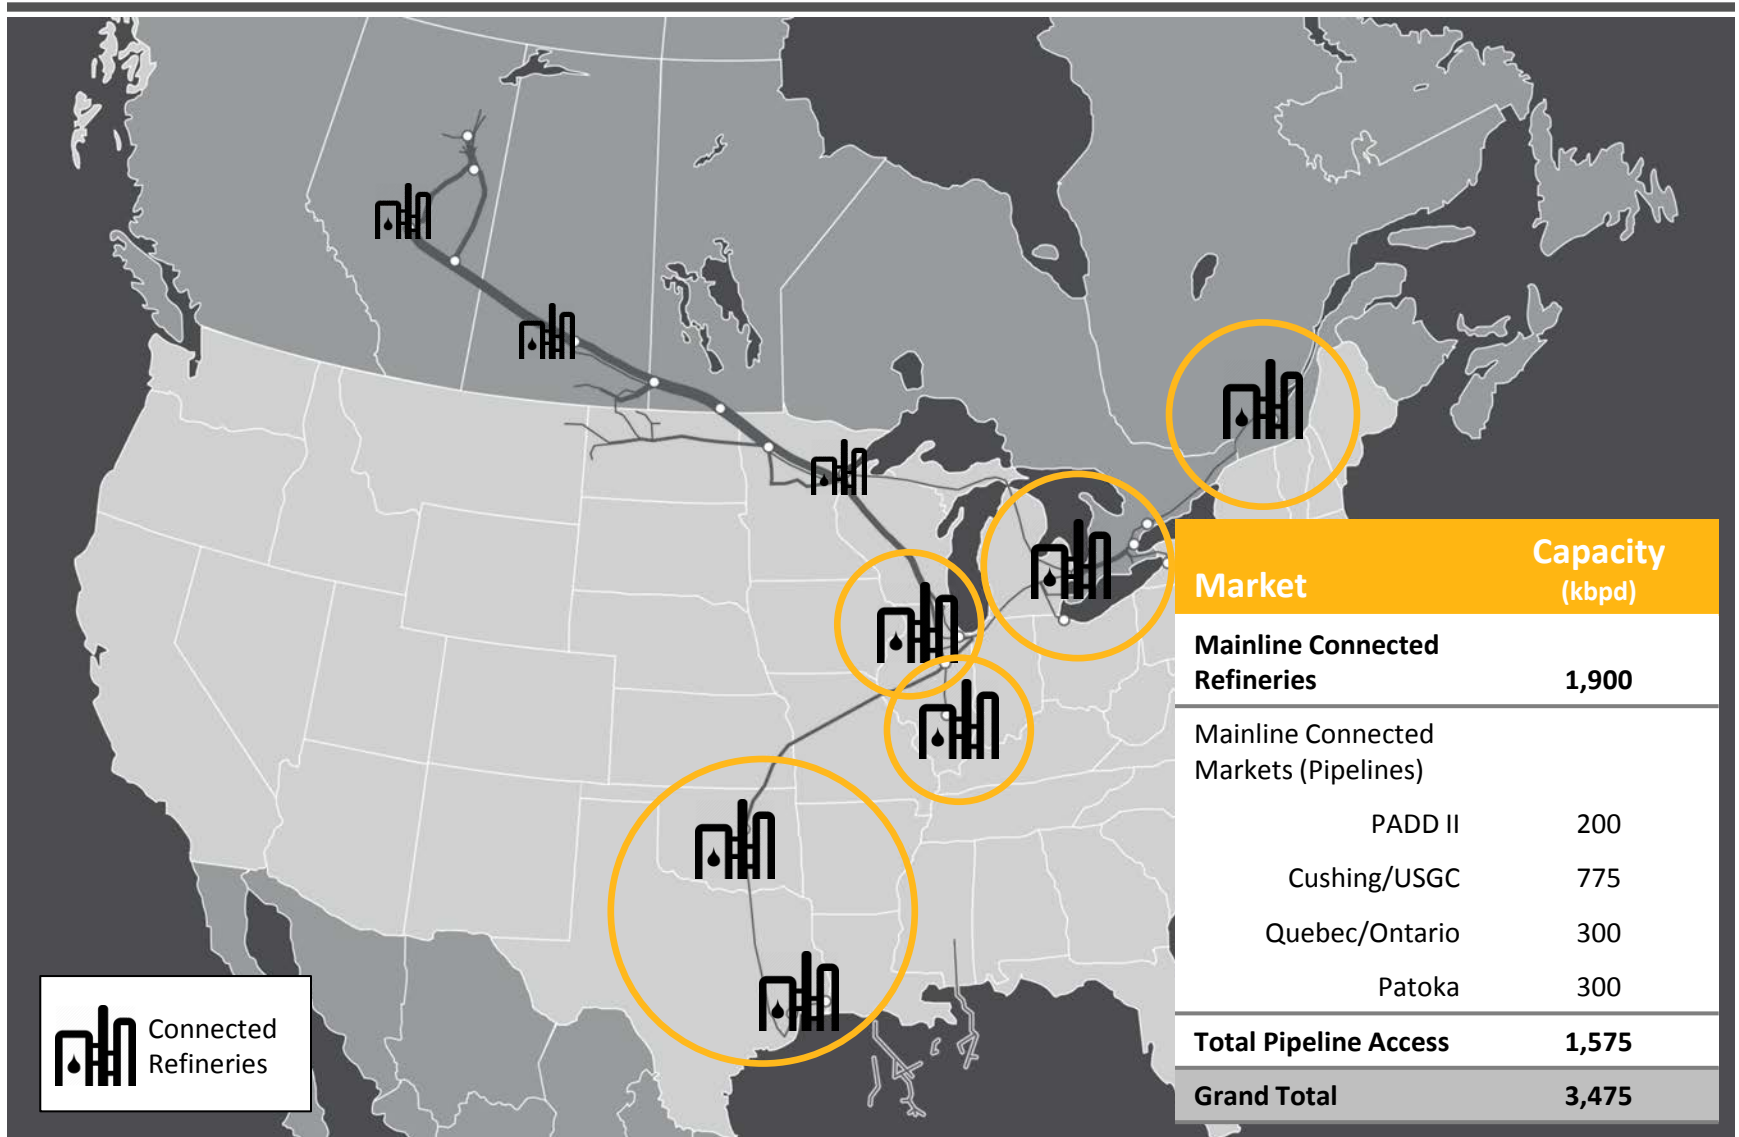 Market
Capacity
(kbpd)
Mainline Connected
Refineries 1,900
Mainline Connected
Markets (Pipelines)
PADD II 200
Cushing/USGC 775
Quebec/Ontario 300
Patoka 300
Total Pipeline Access 1,575
Grand Total 3,475
Connected
Refineries